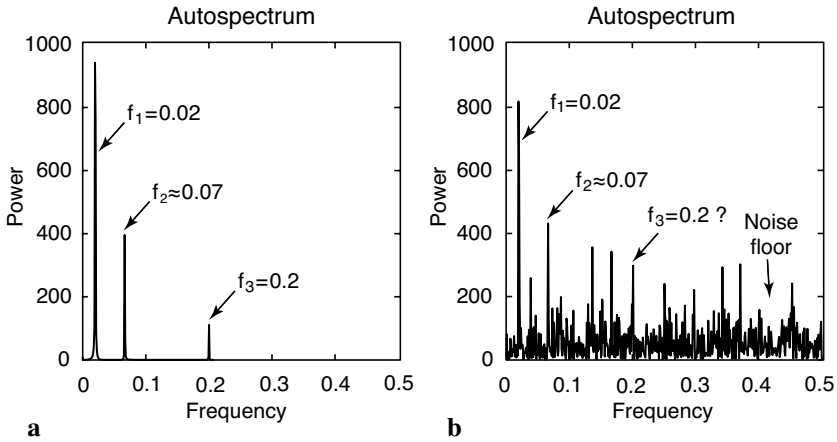 Autospectrum
1000
800
600
400
200
0
Power
f1=0.02
f2≈0.07
f3=0.2
0 0.1 0.2 0.3 0.4 0.5
Frequency
a
Autospectrum
1000
800
600
400
200
0
Power
f1=0.02
f2≈0.07
f3=0.2 ?
Noise
floor
0 0.1 0.2 0.3 0.4 0.5
Frequency
b